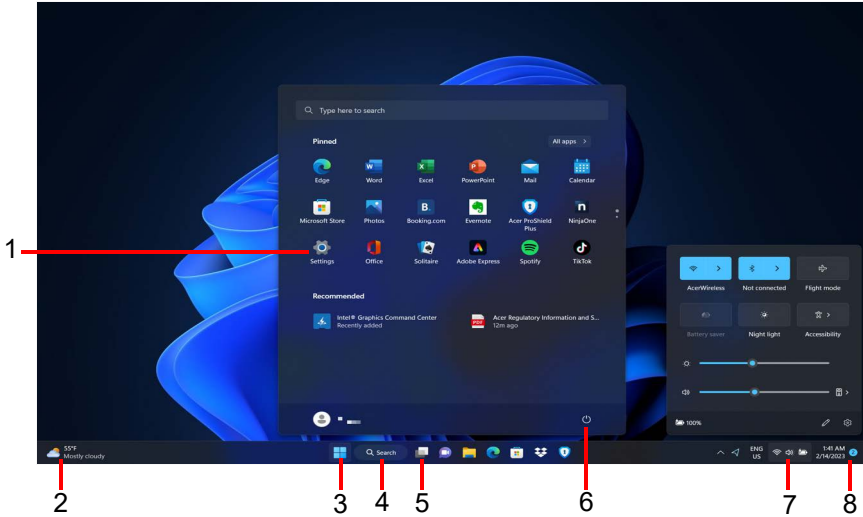 Type here to search
Pinned
All apps >
Edge Word Excel PowerPoint Mail Calendar
B.
Microsoft Store Photos Booking.com Evernote Acer ProShield Plus NinjaOne
Settings Office Solitaire Adobe Express Spotify TikTok
Recommended
Intel® Graphics Command Center
Recently added
PDF
Acer Regulatory Information and S...
12m ago
AcerWireless Not connected Flight mode
Battery saver Night light Accessibility
100%
55°F
Mostly cloudy
Search
ENG
US
1:41 AM
2/14/2023
2
1
2
3
4
5
6
7
8